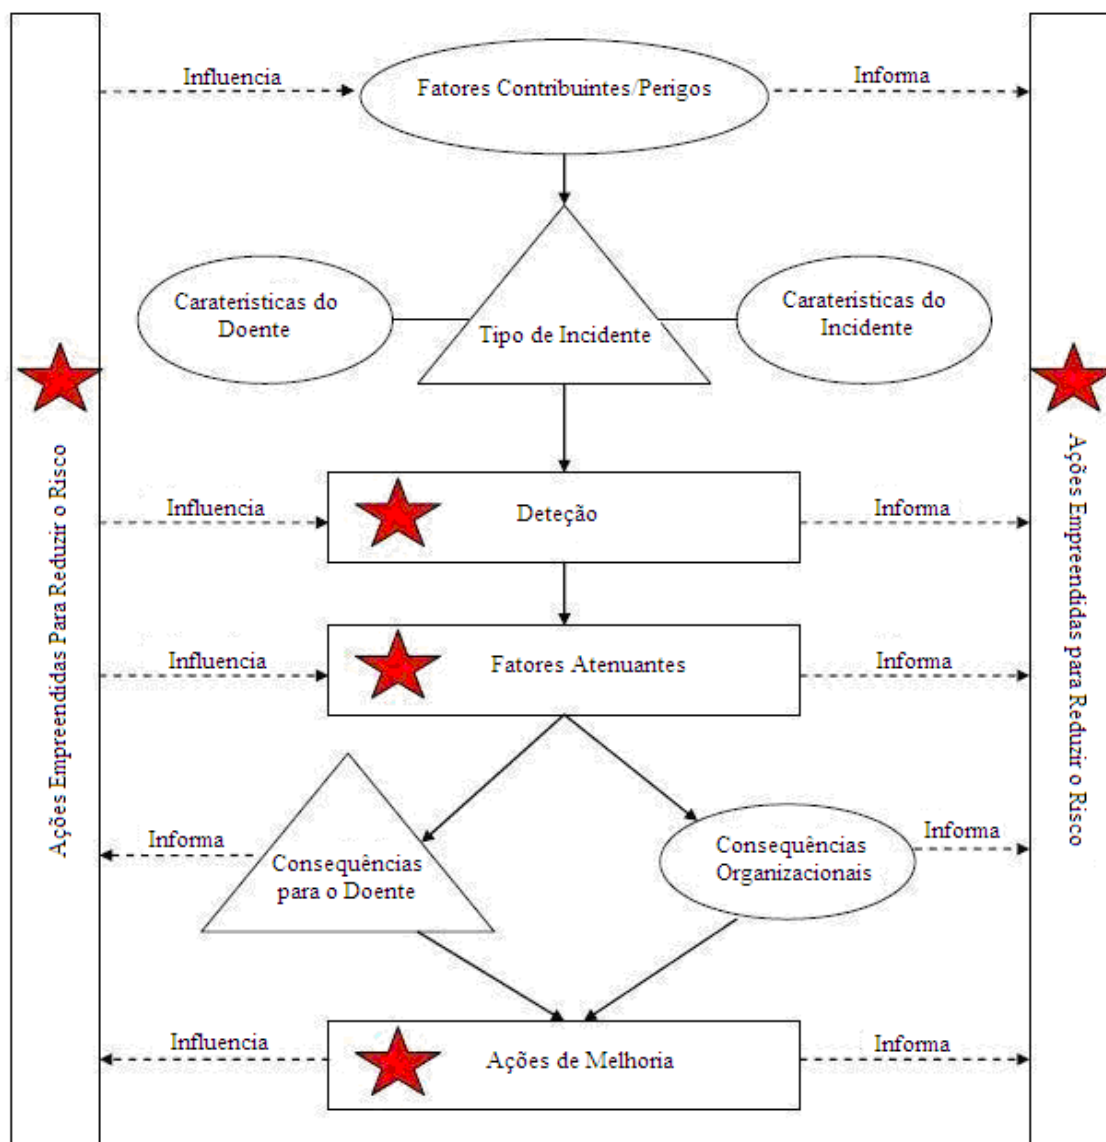 Influencia
Fatores Contribuintes/Perigos
Informa
Carateristicas do
Doente
Tipo de Incidente
Carateristicas do
Incidente
Ações Empreendidas Para Reduzir o Risco
Ações Empreendidas para Reduzir o Risco
Influencia
Deteção
Informa
Influencia
Fatores Atenuantes
Informa
Informa
Consequências
para o Doente
Consequências
Organizacionais
Informa
Influencia
Ações de Melhoria
Informa